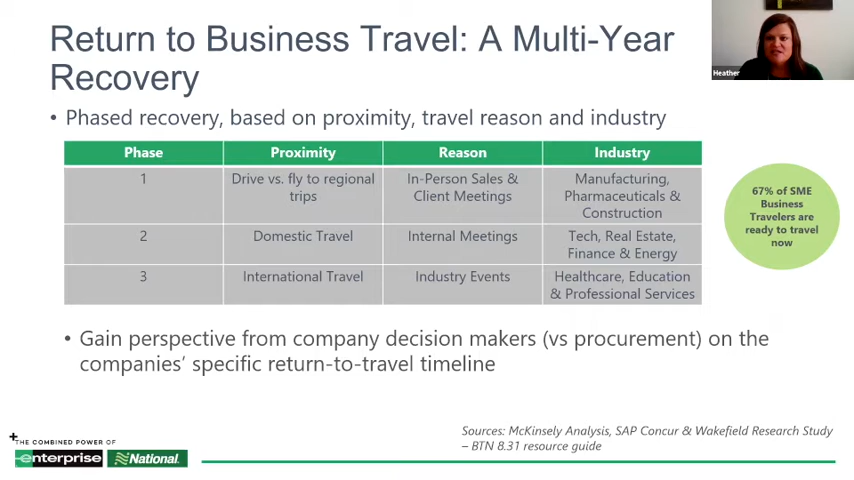 Return to Business Travel: A Multi-Year
Recovery
Heather
• Phased recovery, based on proximity, travel reason and industry
Phase Proximity Reason Industry
1 Drive vs. fly to regional trips In-Person Sales & Client Meetings Manufacturing, Pharmaceuticals & Construction
2 Domestic Travel Internal Meetings Tech, Real Estate, Finance & Energy
3 International Travel Industry Events Healthcare, Education & Professional Services
67% of SME
Business
Travelers are
ready to travel
now
• Gain perspective from company decision makers (vs procurement) on the
companies’ specific return-to-travel timeline
Sources: McKinsely Analysis, SAP Concur & Wakefield Research Study
– BTN 8.31 resource guide
+THE COMBINED POWER OF
enterprise National.